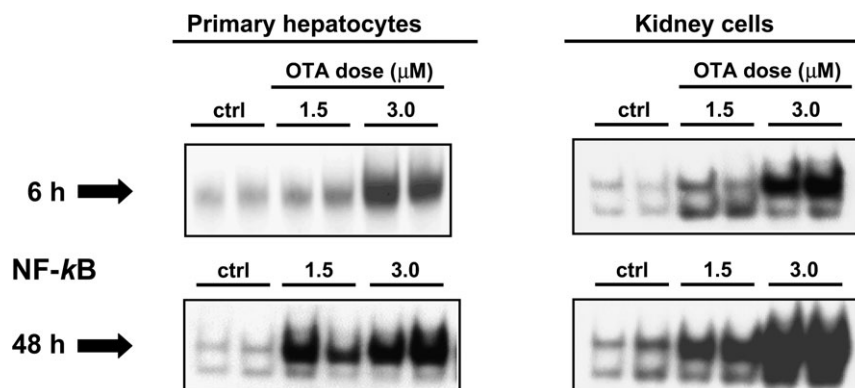 Primary hepatocytes Kidney cells
OTA dose (μM) OTA dose (μM)
ctrl 1.5 3.0 ctrl 1.5 3.0
6 h
NF-kB
ctrl 1.5 3.0 ctrl 1.5 3.0
48 h